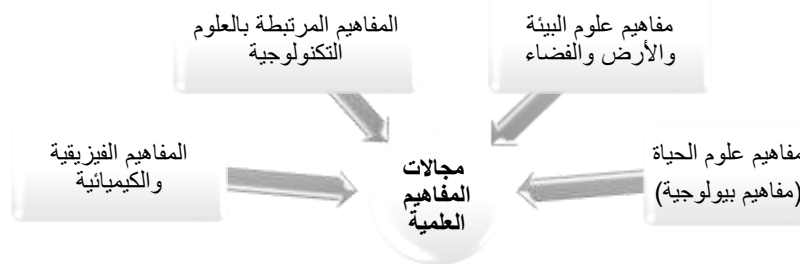 مفاهيم علوم البيئة
والأرض والفضاء
المفاهيم المرتبطة بالعلوم
التكنولوجية
مفاهيم علوم الحياة
(مفاهيم بيولوجية)
مجالات
المفاهيم
العلمية
المفاهيم الفيزيقية
والكيميائية